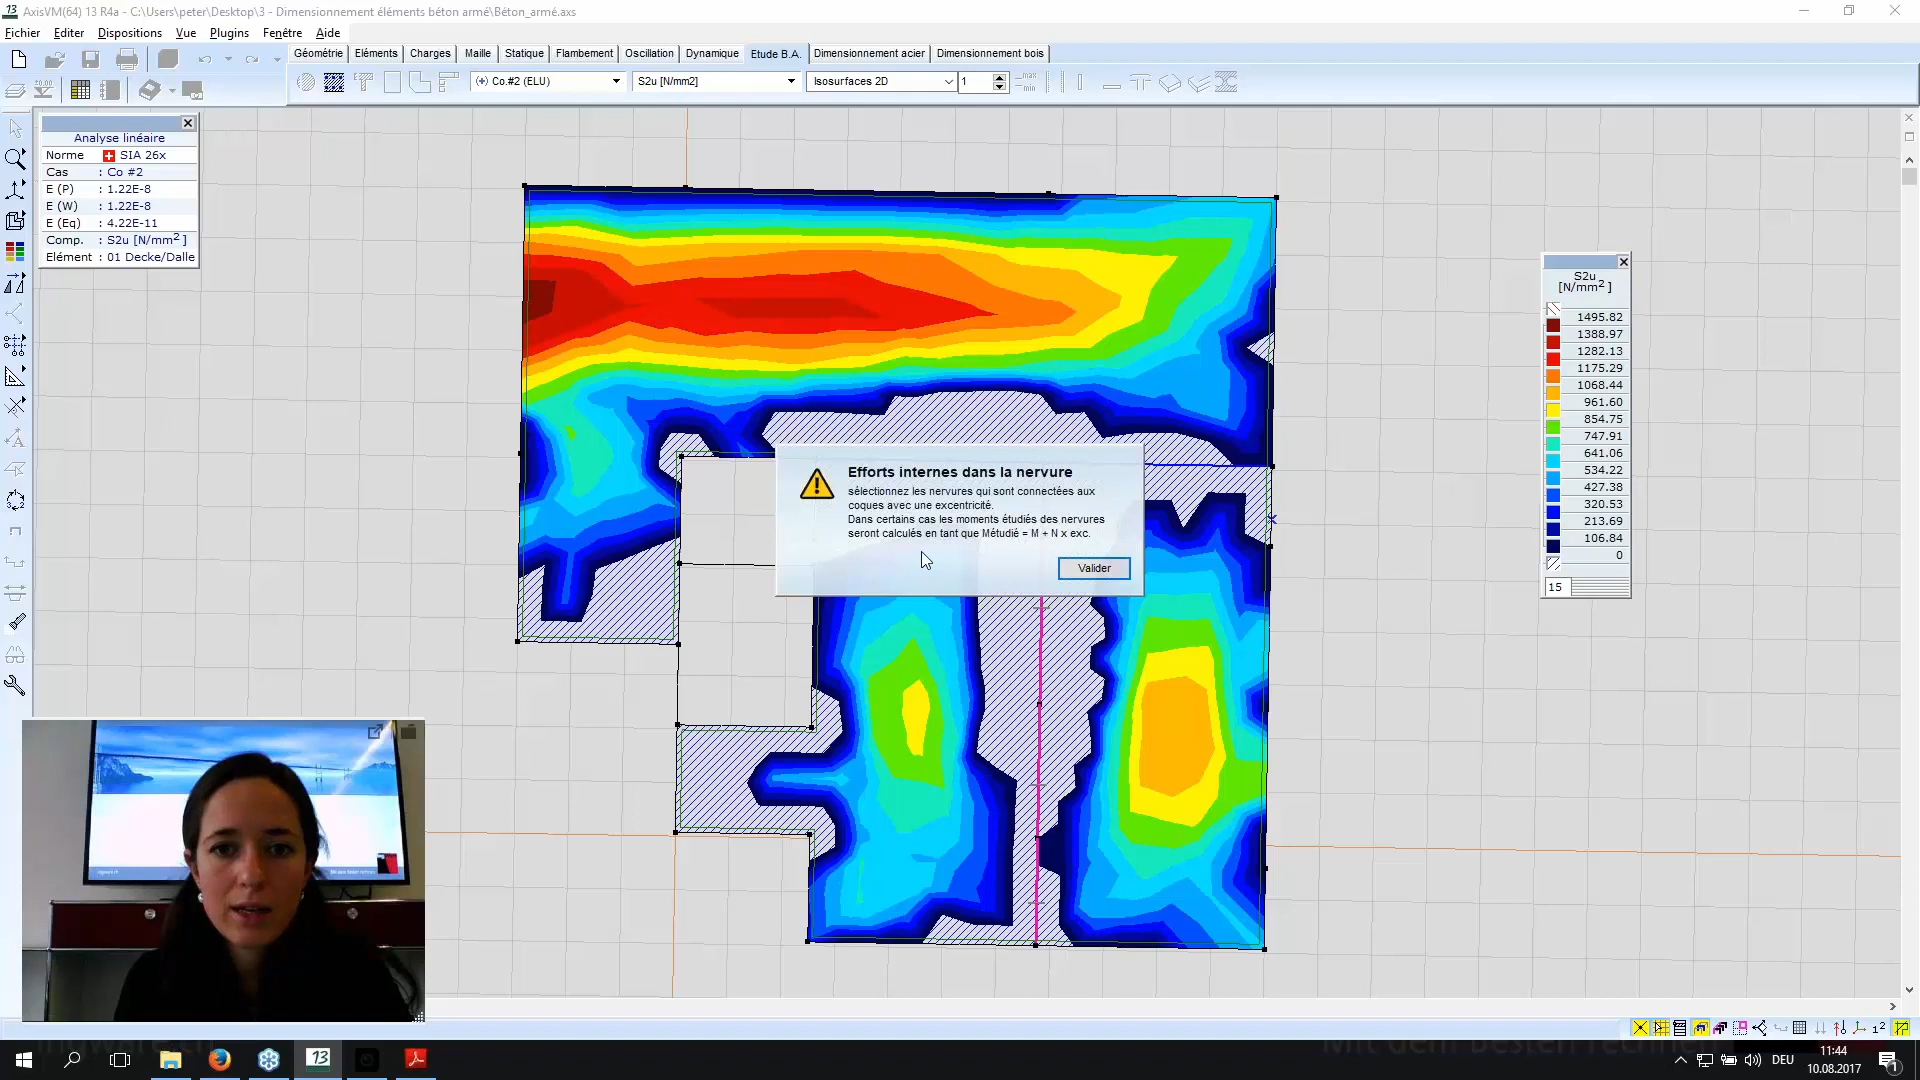 AxisVM(64) 13 R4a - C:\Users\peter\Desktop\3 - Dimensionnement éléments béton armé\Béton_armé.axs
Fichier Editer Dispositions Vue Plugins Fenêtre Aide
Géométrie Eléments Charges Maille Statique Flambement Oscillation Dynamique Etude B.A. Dimensionnement acier Dimensionnement bois
(+) Co.#2 (ELU) S2u [N/mm2] Isosurfaces 2D 1
Analyse linéaire
Norme SIA 26x
Cas : Co #2
E (P) : 1.22E-8
E (W) : 1.22E-8
E (Eq) : 4.22E-11
Comp. : S2u [N/mm2]
Elément : 01 Decke/Dalle
S2u
[N/mm2]
1495.82
1388.97
1282.13
1175.29
1068.44
961.60
854.75
747.91
641.06
534.22
427.38
320.53
213.69
106.84
0
15
Efforts internes dans la nervure
sélectionnez les nervures qui sont connectées aux
coques avec une excentricité.
Dans certains cas les moments étudiés des nervures
seront calculés en tant que Métudié = M + N x exc.
Valider
13
DEU
11:44
10.08.2017